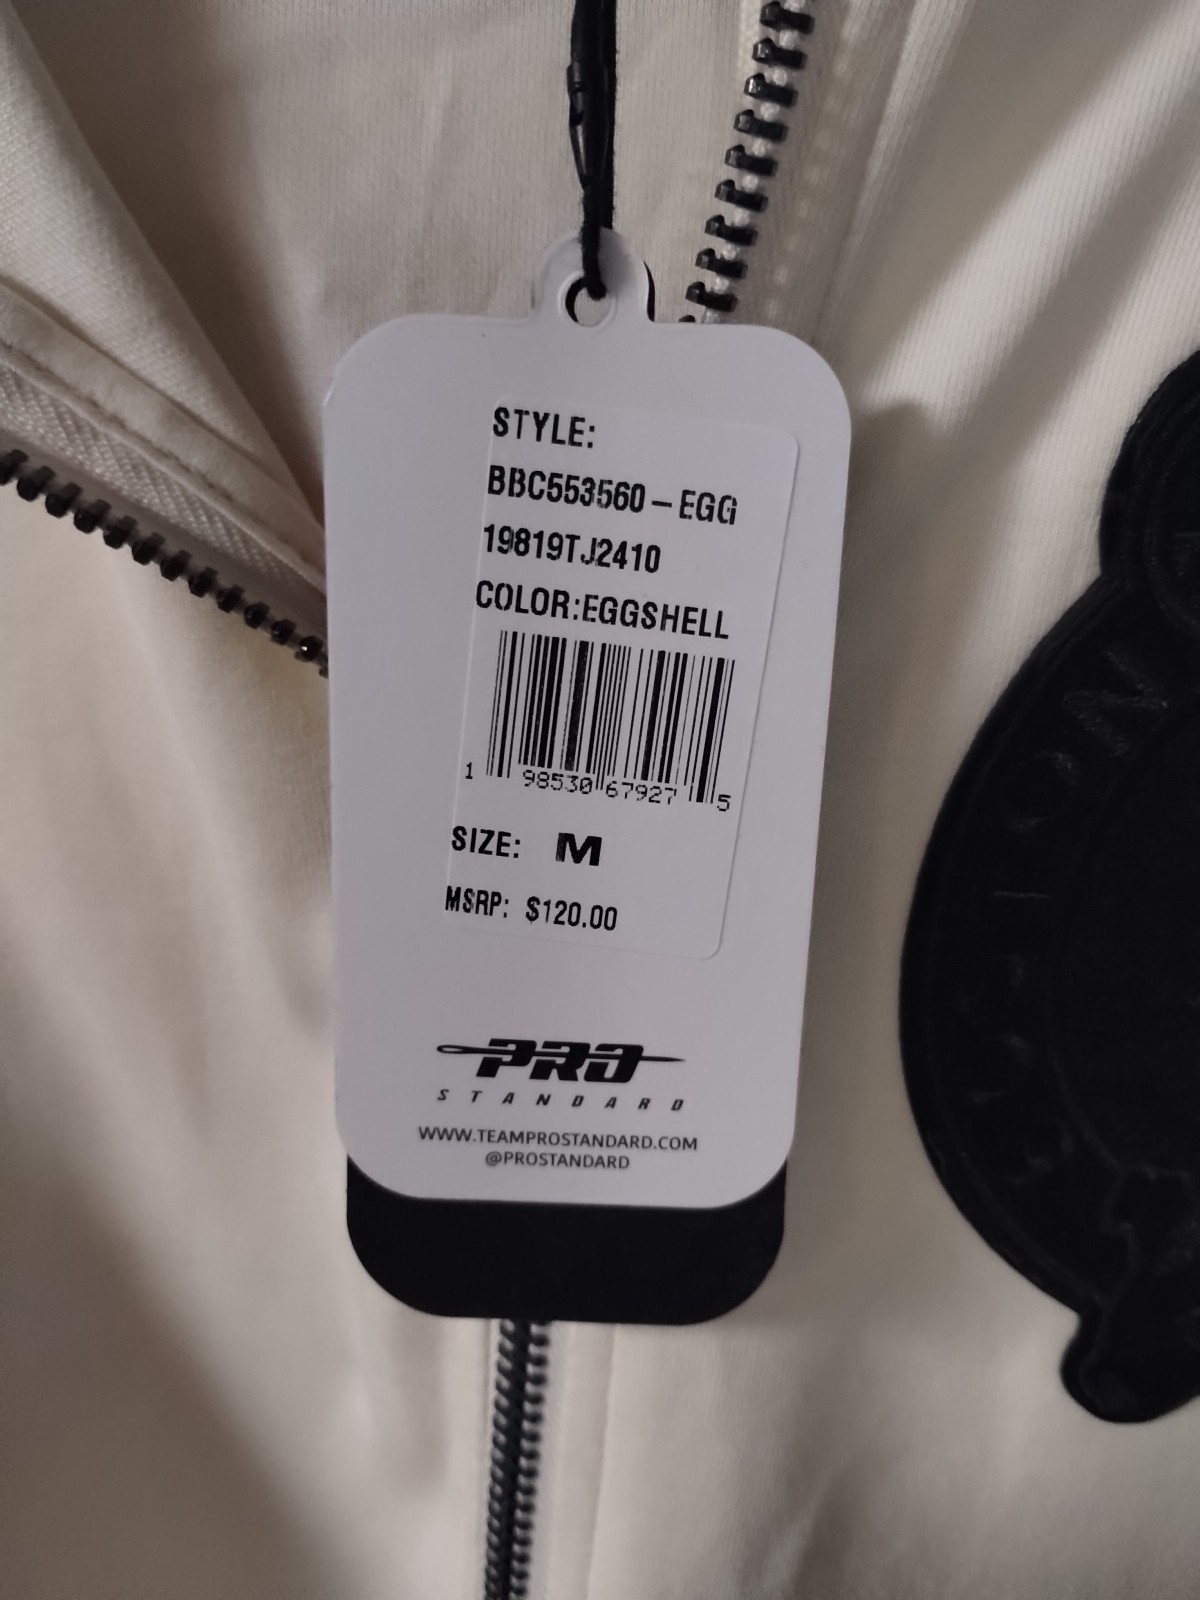 STYLE:
BBC553560-EGG
19819TJ2410
COLOR:EGGSHELL
1 98530 67927 5
SIZE: M
MSRP: $120.00
PRO
STANDARD
WWW.TEAMPROSTANDARD.COM
@PROSTANDARD